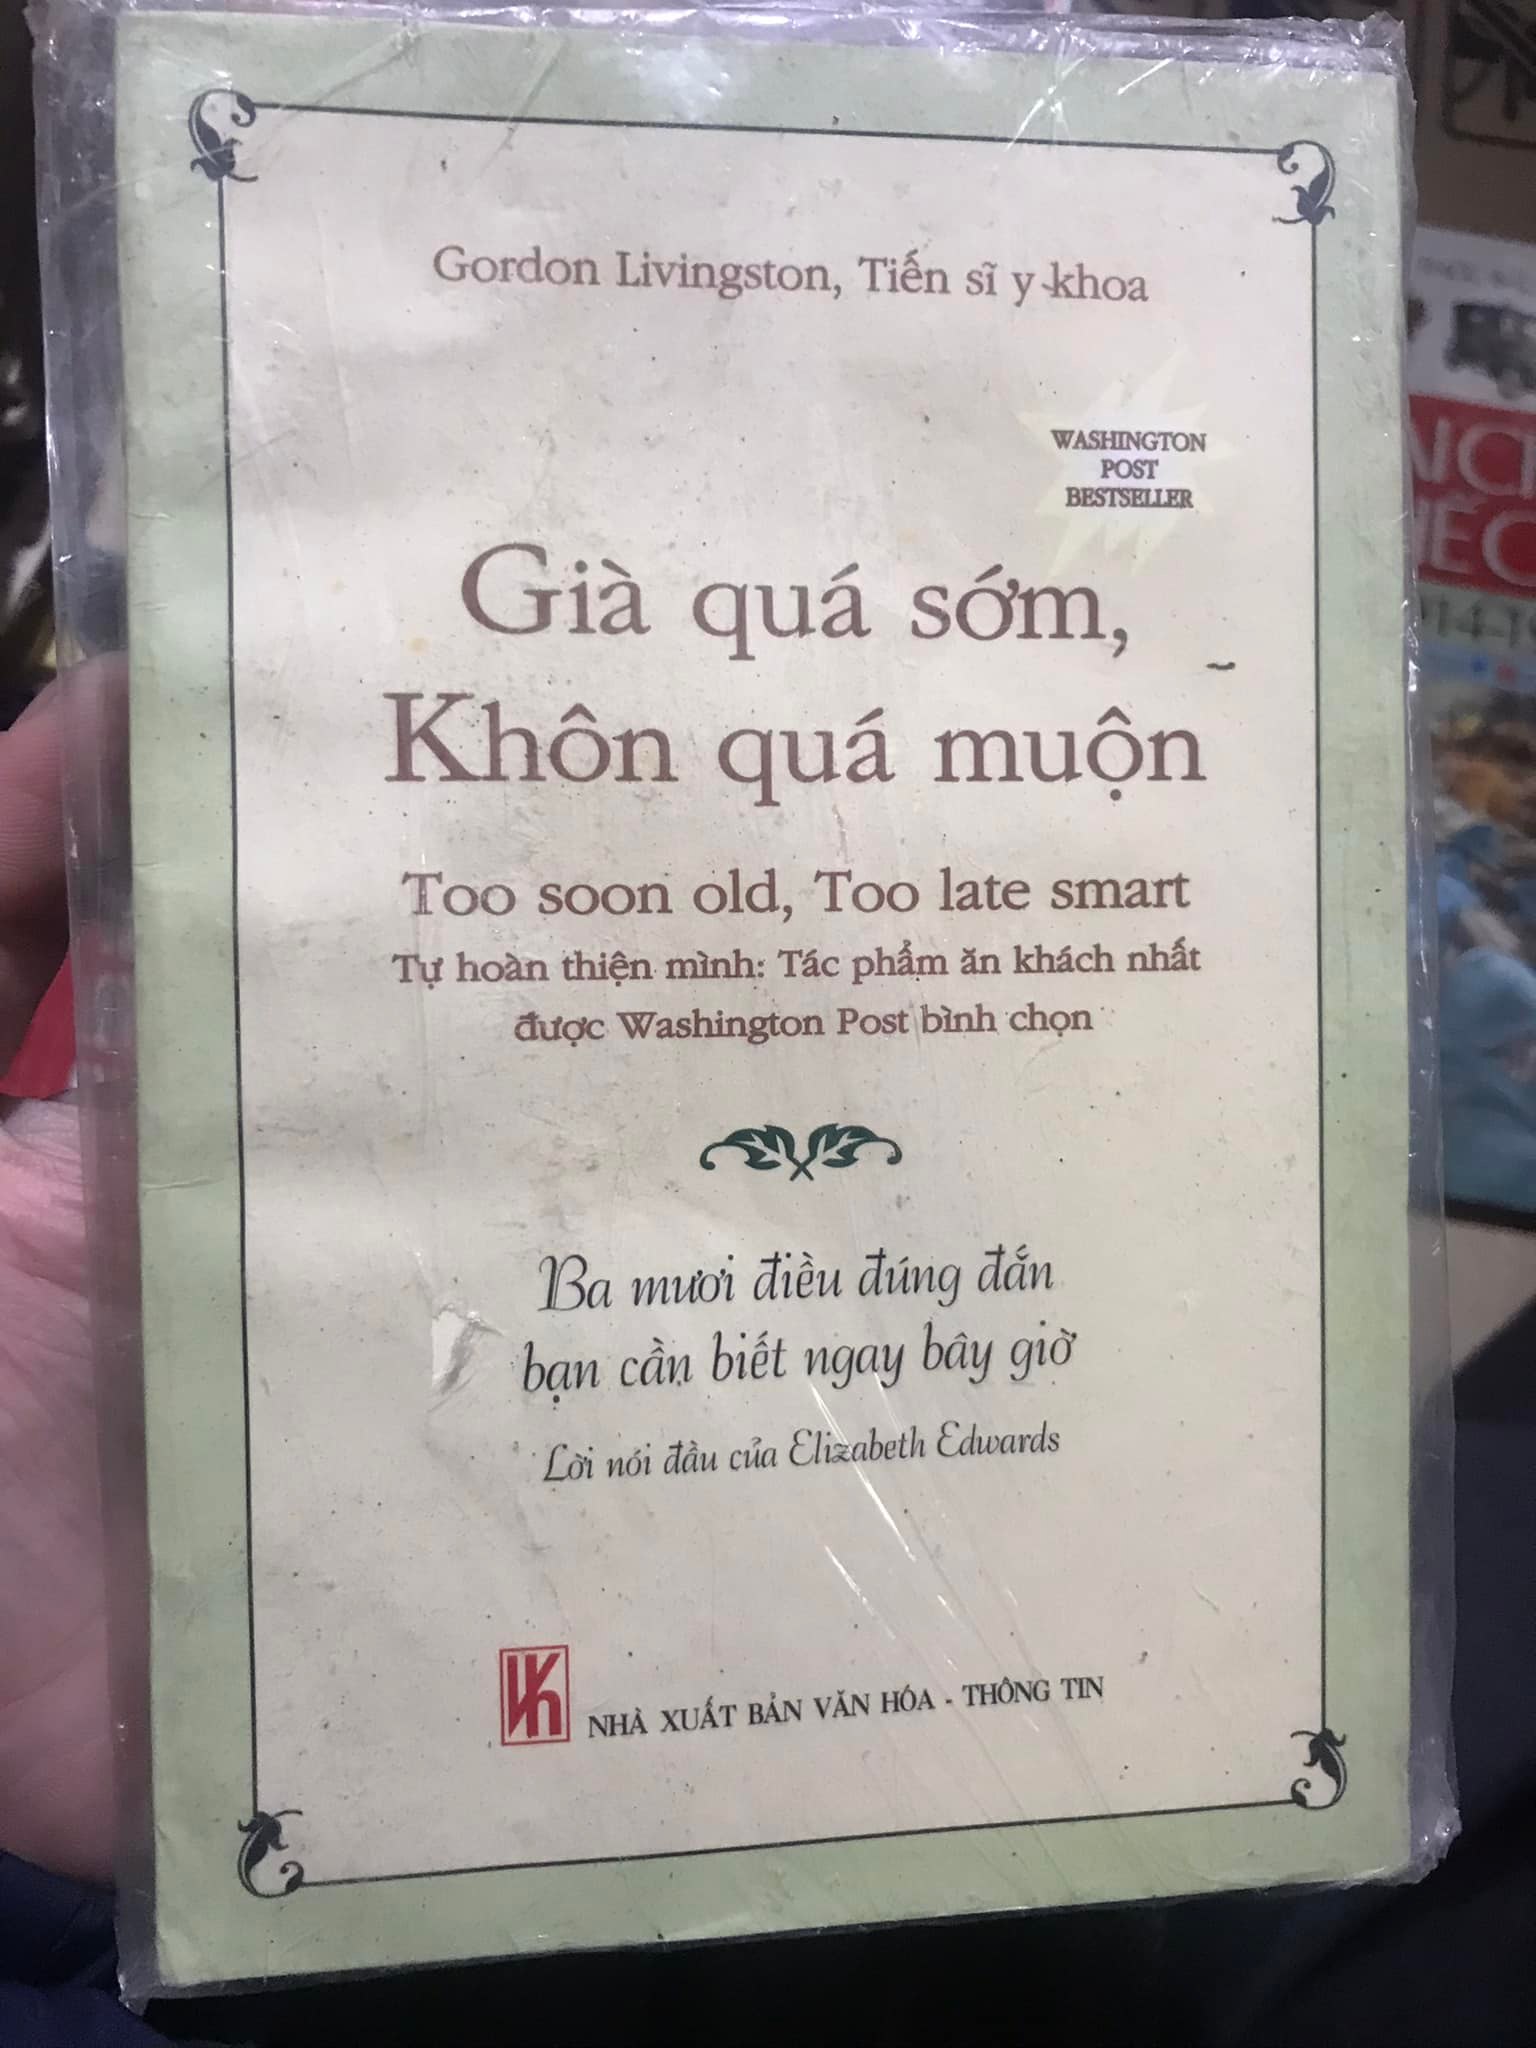 Gordon Livingston, Tiến sĩ y khoa
WASHINGTON
POST
BESTSELLER
Già quá sớm,
Khôn quá muộn
Too soon old, Too late smart
Tự hoàn thiện mình: Tác phẩm ăn khách nhất
được Washington Post bình chọn
Ba mươi điều đúng đắn
bạn cần biết ngay bây giờ
Lời nói đầu của Elizabeth Edwards
NHÀ XUẤT BẢN VĂN HÓA - THÔNG TIN